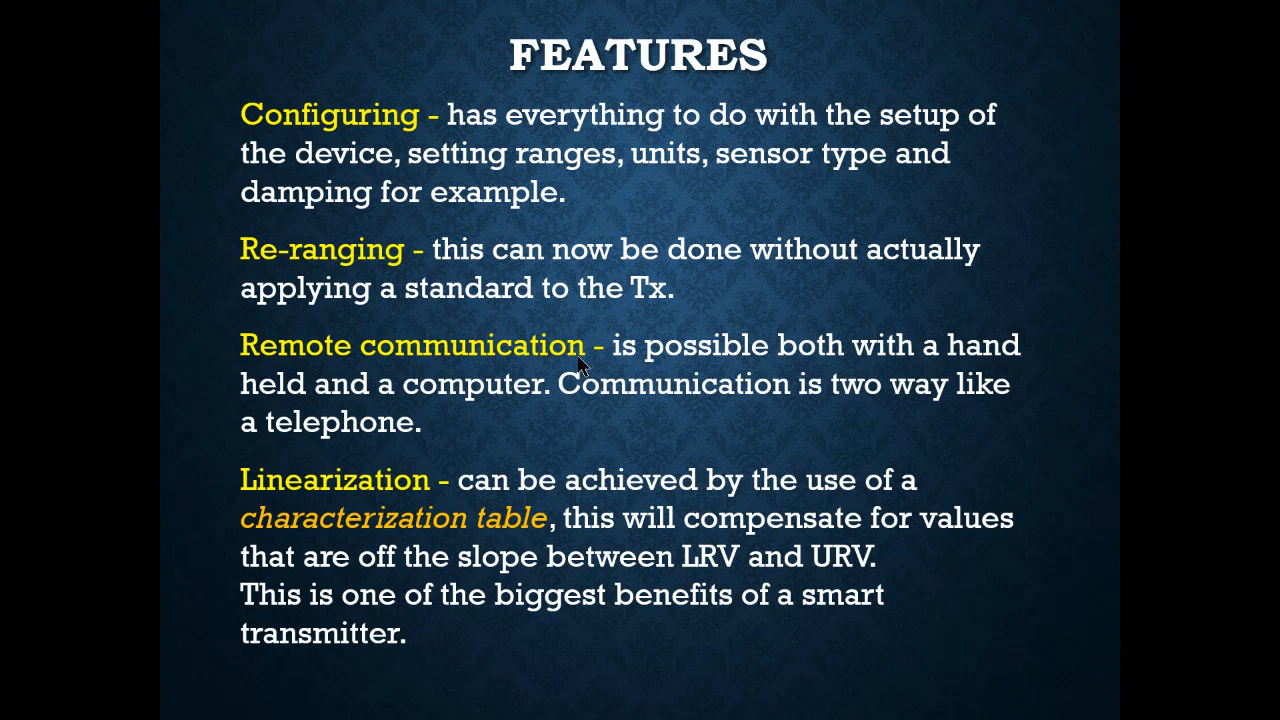 FEATURES
Configuring - has everything to do with the setup of
the device, setting ranges, units, sensor type and
damping for example.
Re-ranging - this can now be done without actually
applying a standard to the Tx.
Remote communication - is possible both with a hand
held and a computer. Communication is two way like
a telephone.
Linearization - can be achieved by the use of a
characterization table, this will compensate for values
that are off the slope between LRV and URV.
This is one of the biggest benefits of a smart
transmitter.